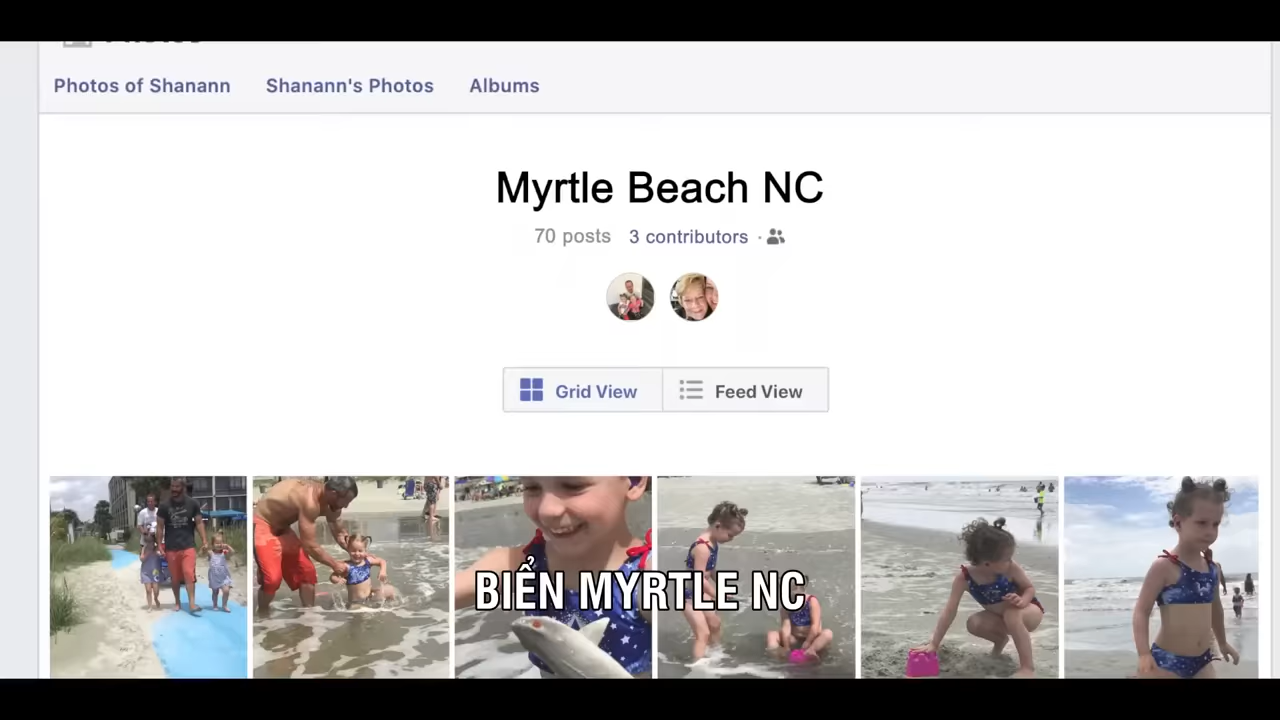 Photos of Shanann Shanann's Photos Albums
Myrtle Beach NC
70 posts 3 contributors ·
Grid View Feed View
BIỂN MYRTLE NC